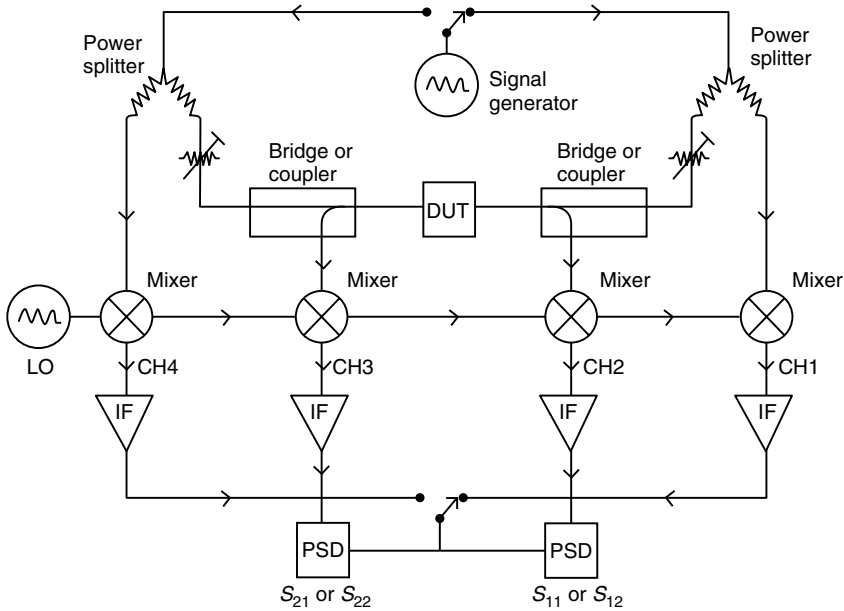 Power
splitter
Signal
generator
Power
splitter
Bridge or
coupler
Bridge or
coupler
DUT
Mixer
Mixer
Mixer
Mixer
LO
CH4
CH3
CH2
CH1
IF
IF
IF
IF
PSD
PSD
S21 or S22
S11 or S12